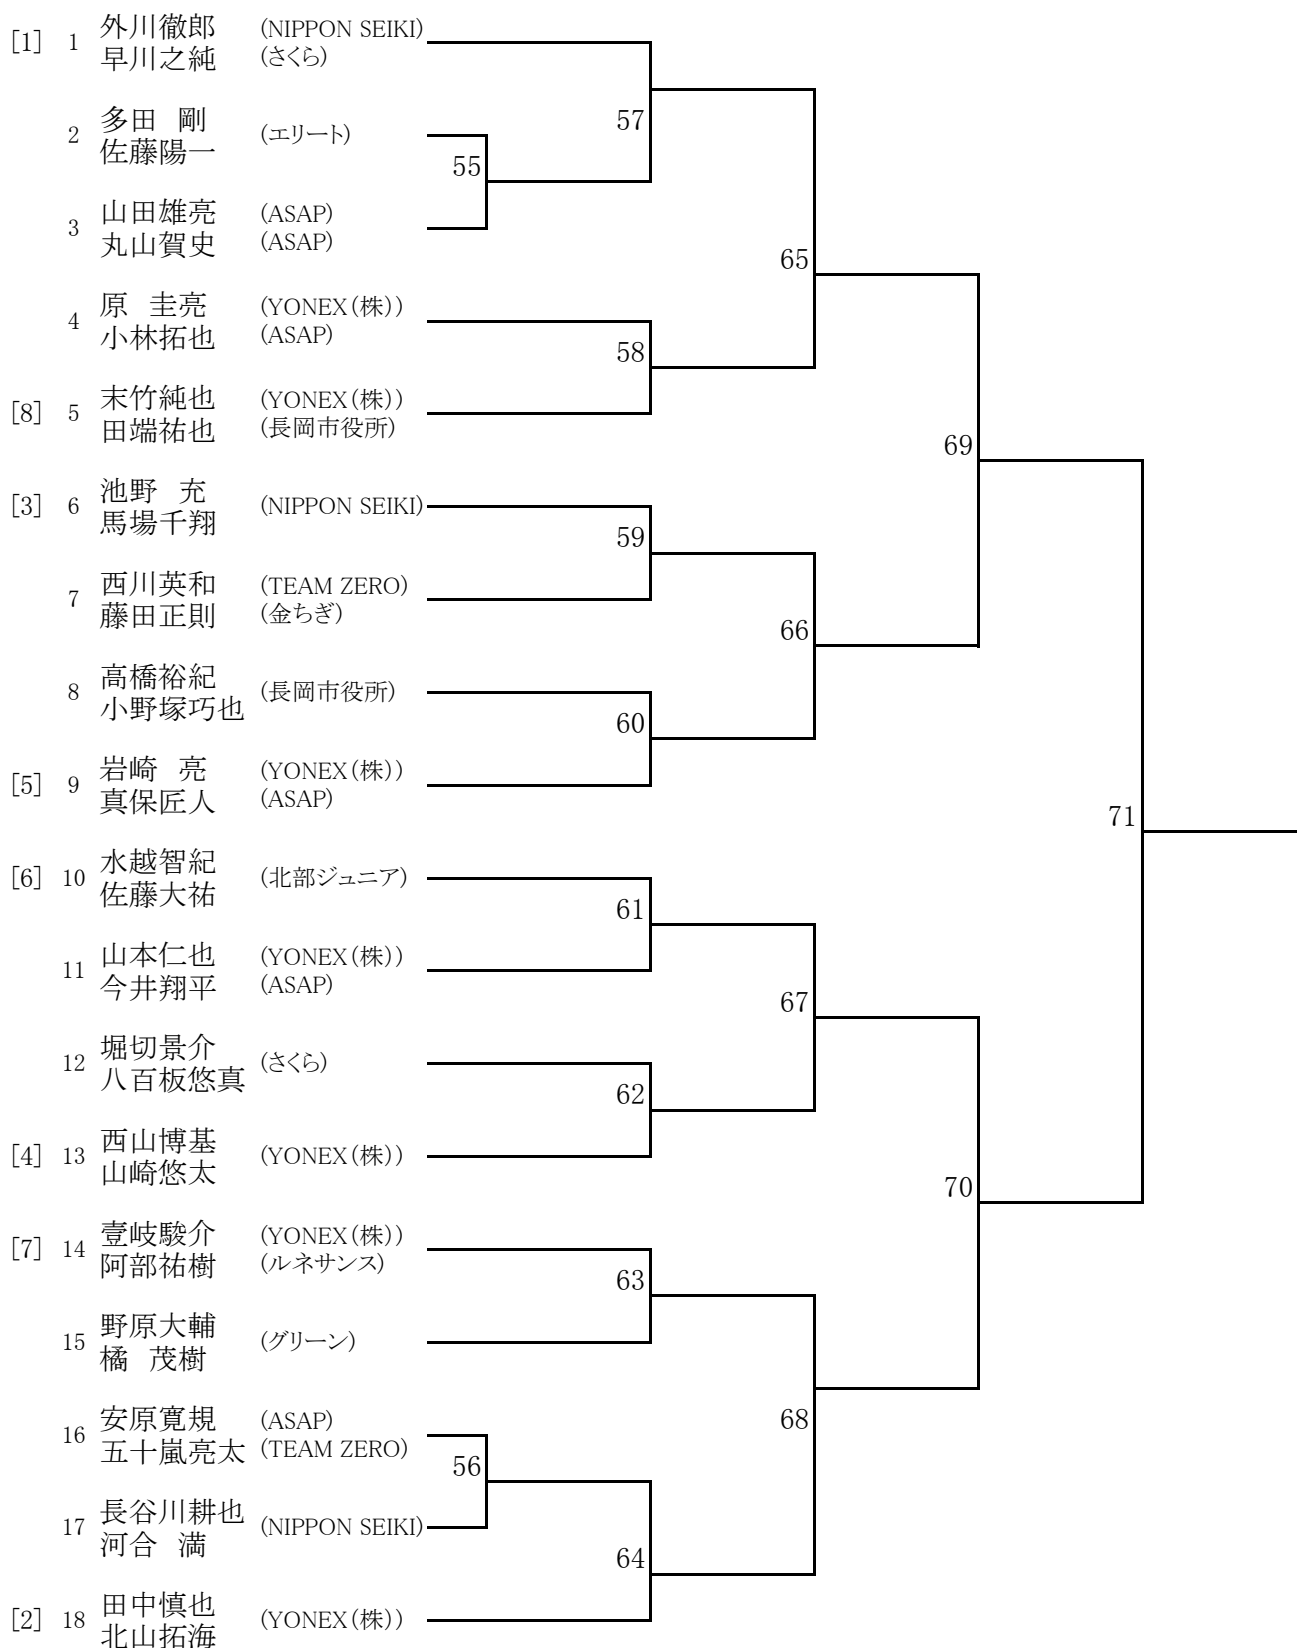 [1] 1 外川徹郎 (NIPPON SEIKI)
早川之純 (さくら)
57
2 多田 剛 (エリート)
佐藤陽一
55
3 山田雄亮 (ASAP)
丸山賀史 (ASAP)
65
4 原 圭亮 (YONEX(株))
小林拓也 (ASAP)
58
[8] 5 末竹純也 (YONEX(株))
田端祐也 (長岡市役所)
69
[3] 6 池野 充 (NIPPON SEIKI)
馬場千翔
59
7 西川英和 (TEAM ZERO)
藤田正則 (金ちぎ)
66
8 高橋裕紀 (長岡市役所)
小野塚巧也
60
[5] 9 岩崎 亮 (YONEX(株))
真保匠人 (ASAP)
71
[6] 10 水越智紀 (北部ジュニア)
佐藤大祐
61
11 山本仁也 (YONEX(株))
今井翔平 (ASAP)
67
12 堀切景介 (さくら)
八百板悠真
62
[4] 13 西山博基 (YONEX(株))
山崎悠太
70
[7] 14 壹岐駿介 (YONEX(株))
阿部祐樹 (ルネサンス)
63
15 野原大輔 (グリーン)
橘 茂樹
68
16 安原寛規 (ASAP)
五十嵐亮太 (TEAM ZERO)
56
17 長谷川耕也 (NIPPON SEIKI)
河合 満
64
[2] 18 田中慎也 (YONEX(株))
北山拓海